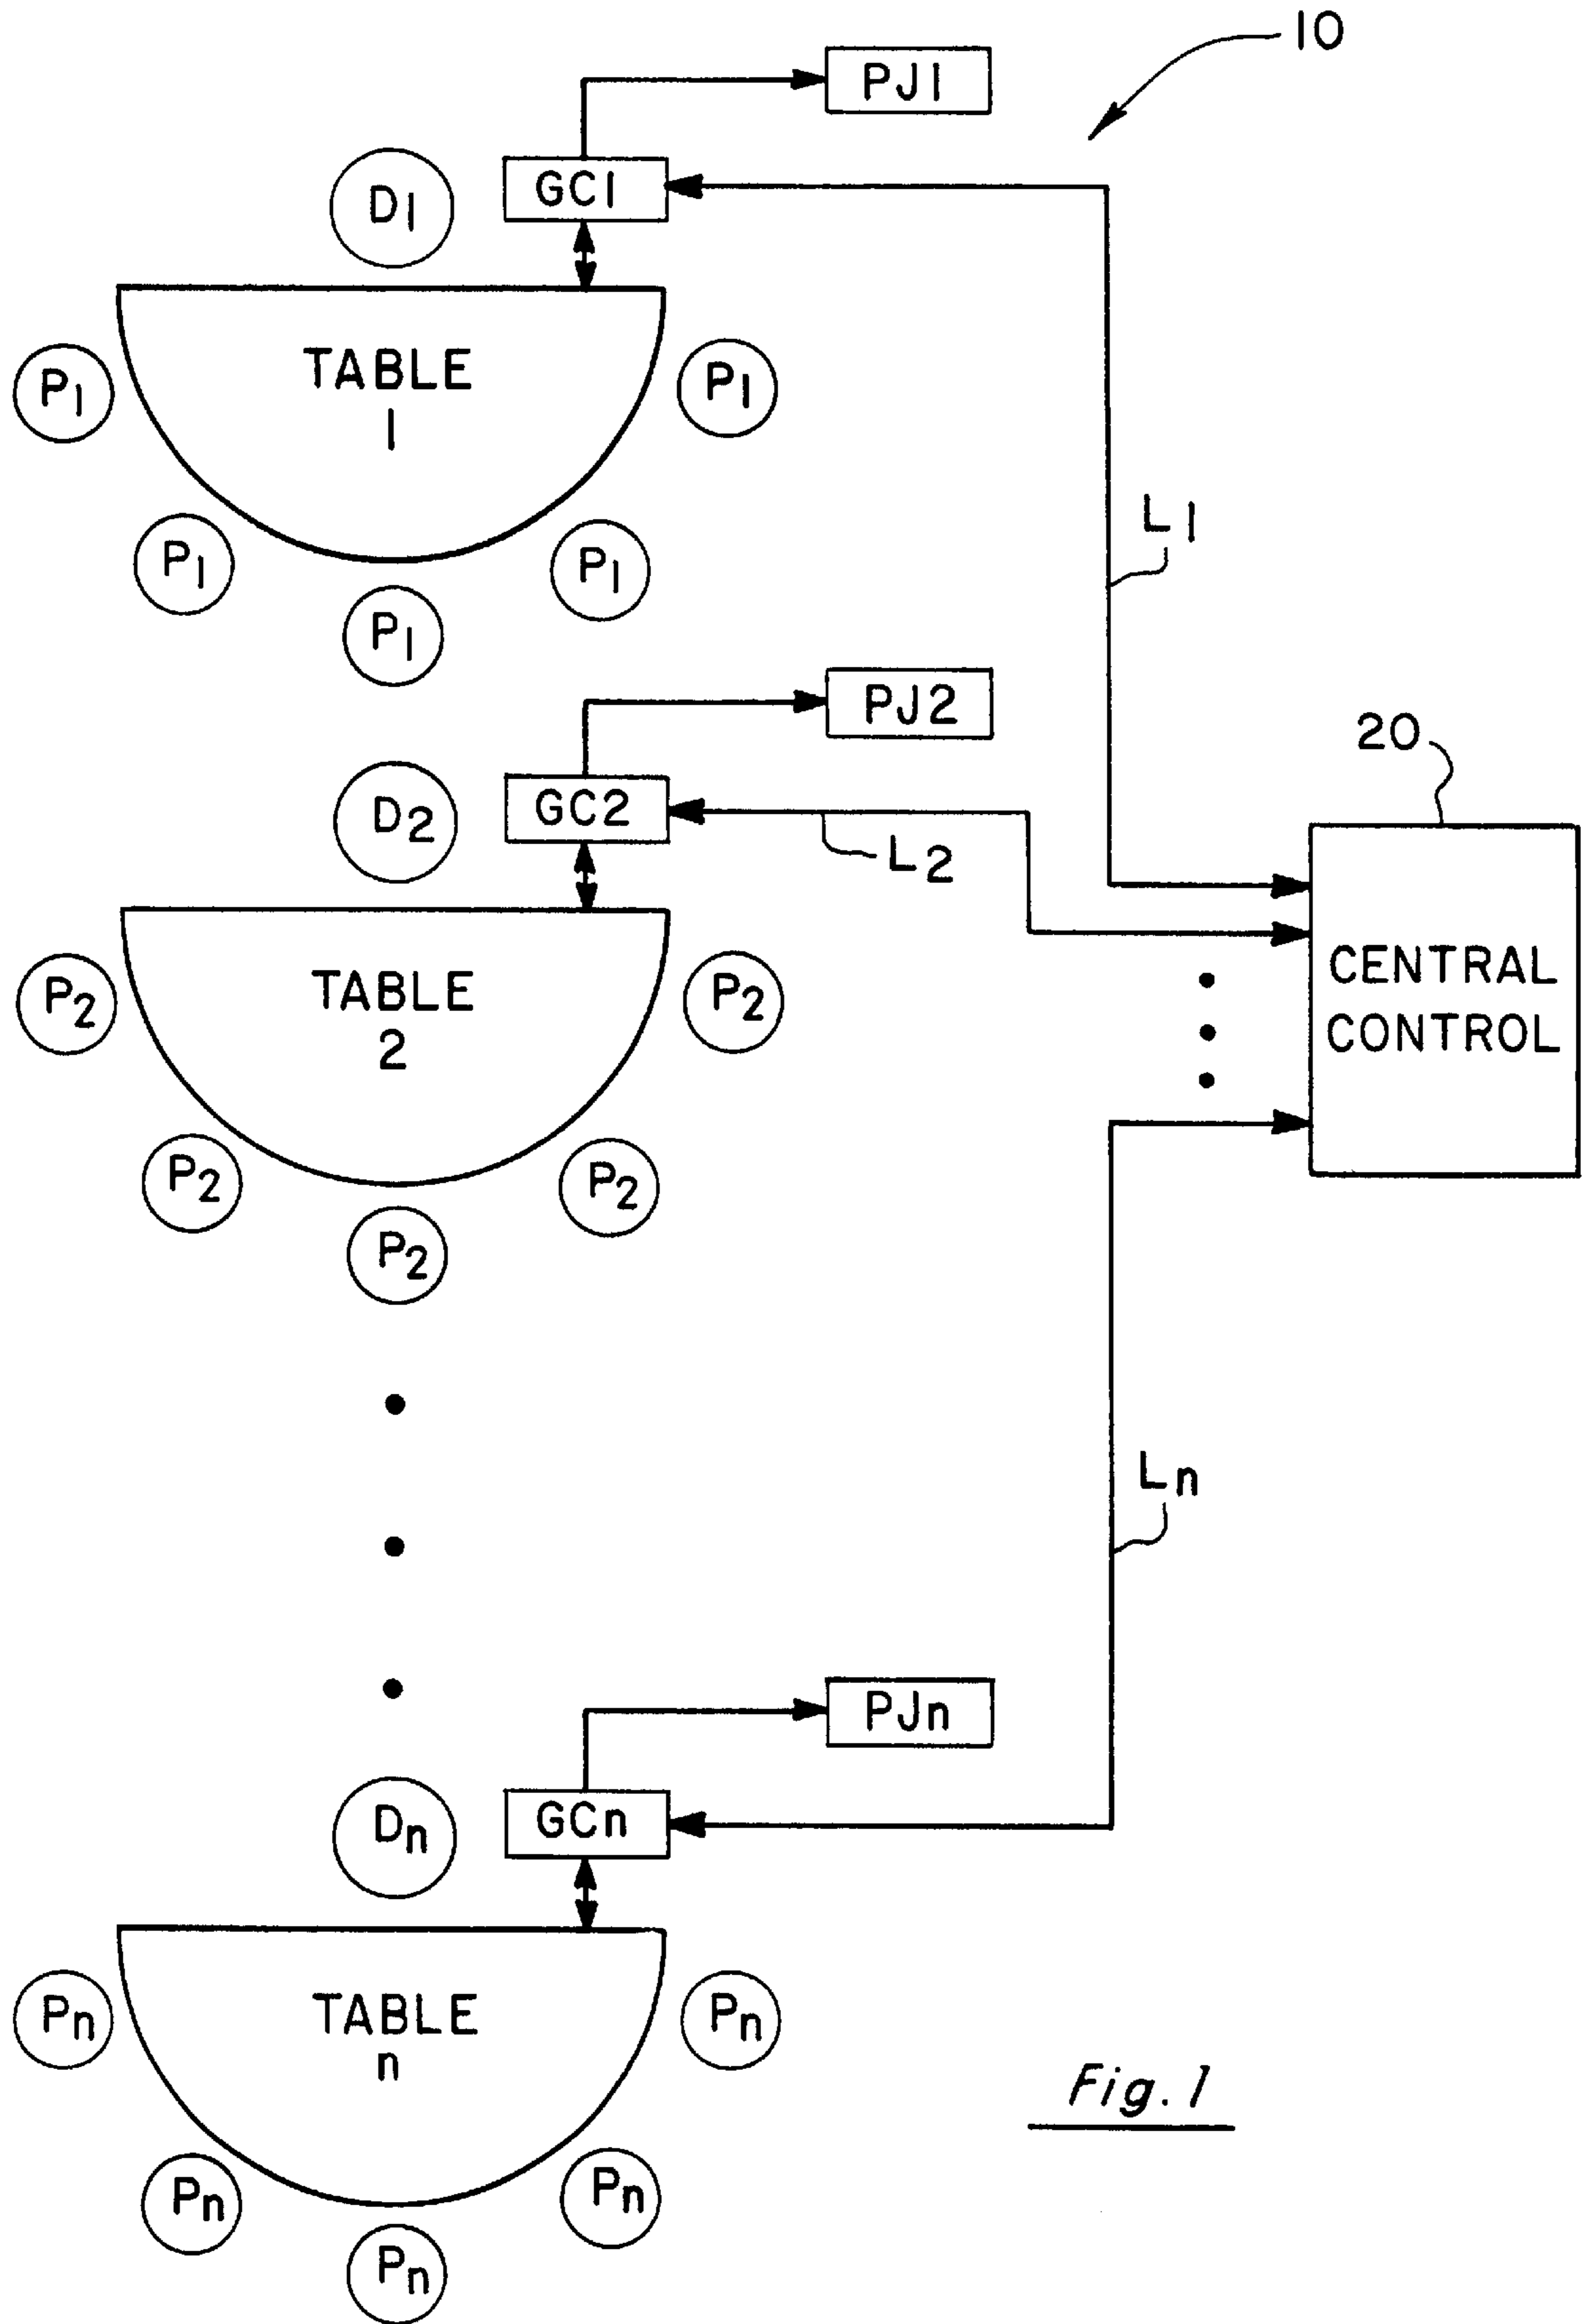 10
PJ1
GC1
D1
TABLE
1
P1
P1
P1
P1
P1
L1
PJ2
20
GC2
D2
L2
TABLE
2
CENTRAL
CONTROL
P2
P2
P2
P2
P2
Ln
PJn
GCn
Dn
TABLE
n
Pn
Pn
Pn
Pn
Pn
Fig. 1